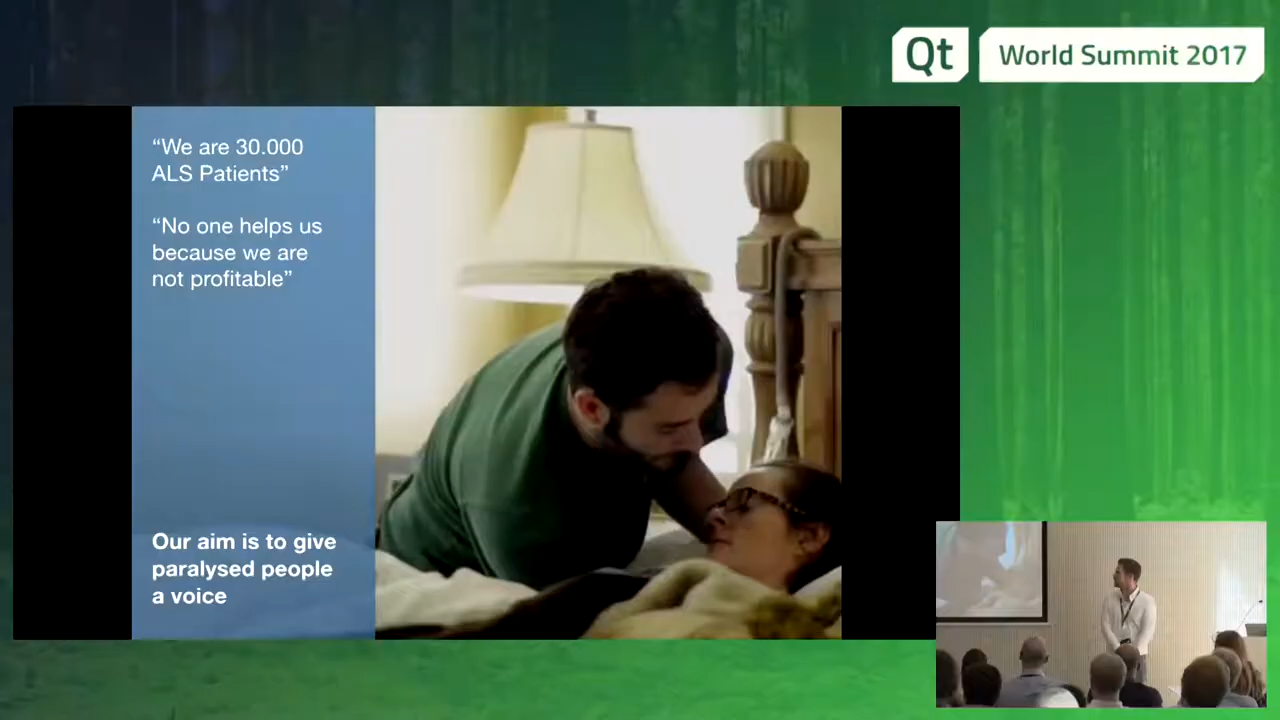 Qt
World Summit 2017
“We are 30.000
ALS Patients”
“No one helps us
because we are
not profitable”
Our aim is to give
paralysed people
a voice